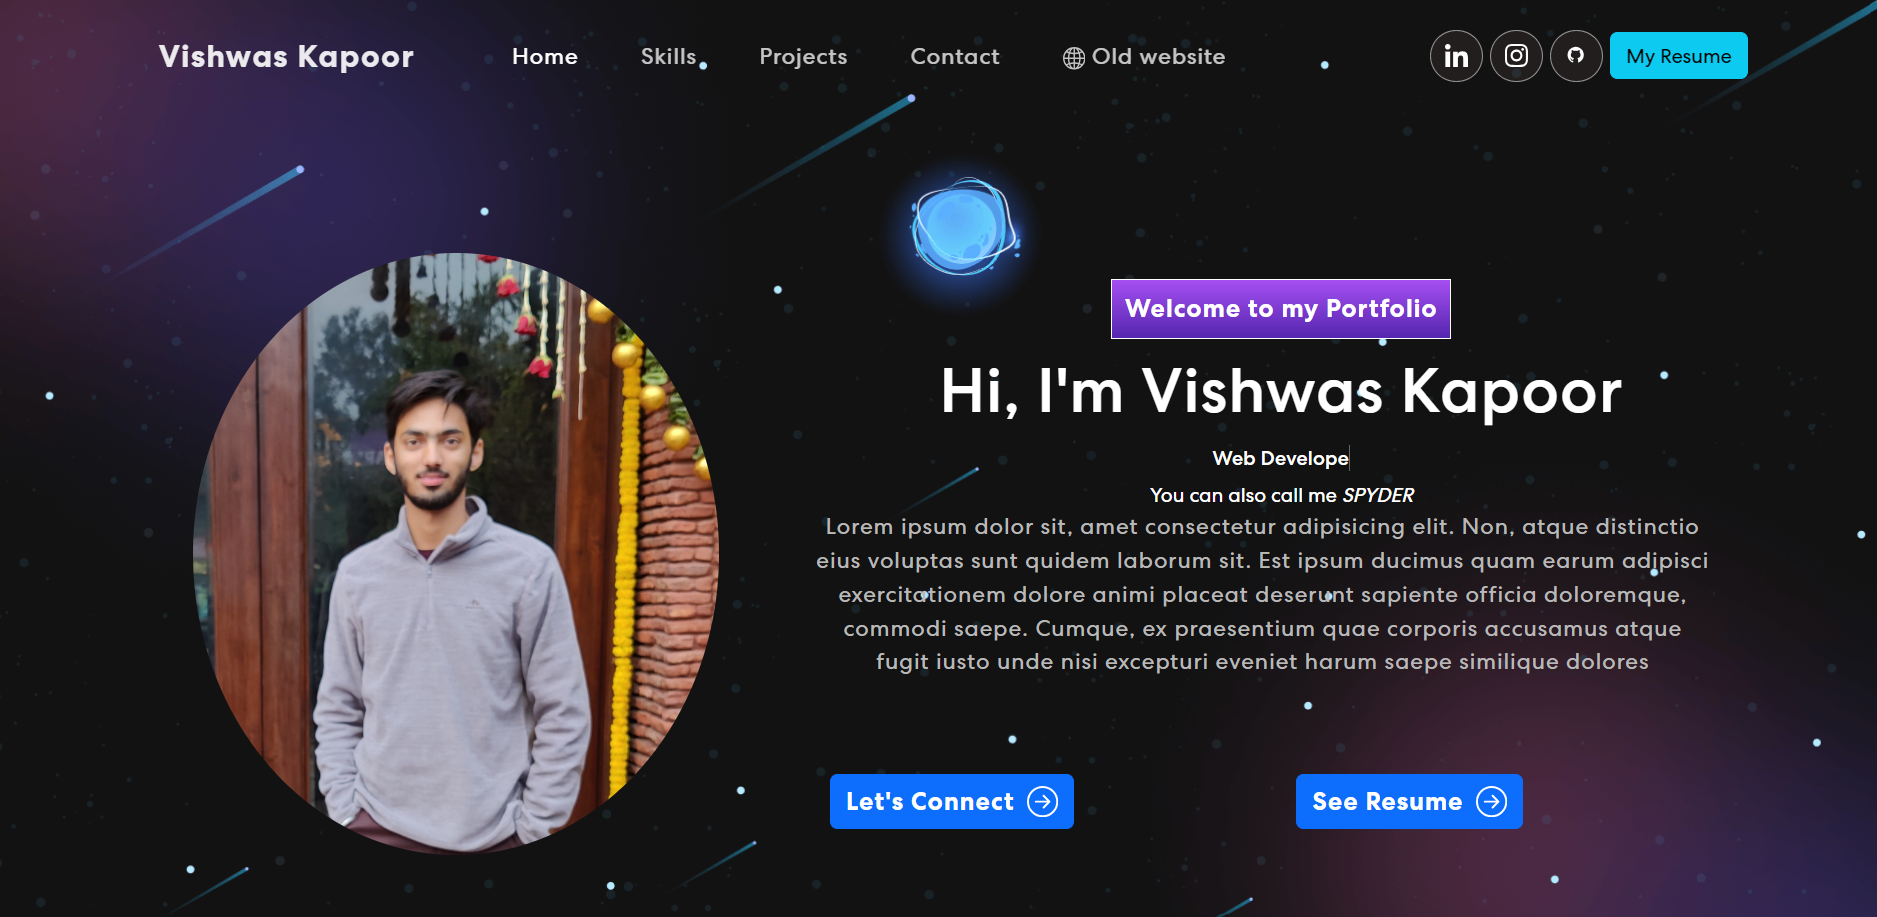 Vishwas Kapoor
Home
Skills
Projects
Contact
Old website
in
My Resume
Welcome to my Portfolio
Hi, I'm Vishwas Kapoor
Web Develope
You can also call me SPYDER
Lorem ipsum dolor sit, amet consectetur adipisicing elit. Non, atque distinctio
eius voluptas sunt quidem laborum sit. Est ipsum ducimus quam earum adipisci
exercitationem dolore animi placeat deserunt sapiente officia doloremque,
commodi saepe. Cumque, ex praesentium quae corporis accusamus atque
fugit iusto unde nisi excepturi eveniet harum saepe similique dolores
Let's Connect
See Resume